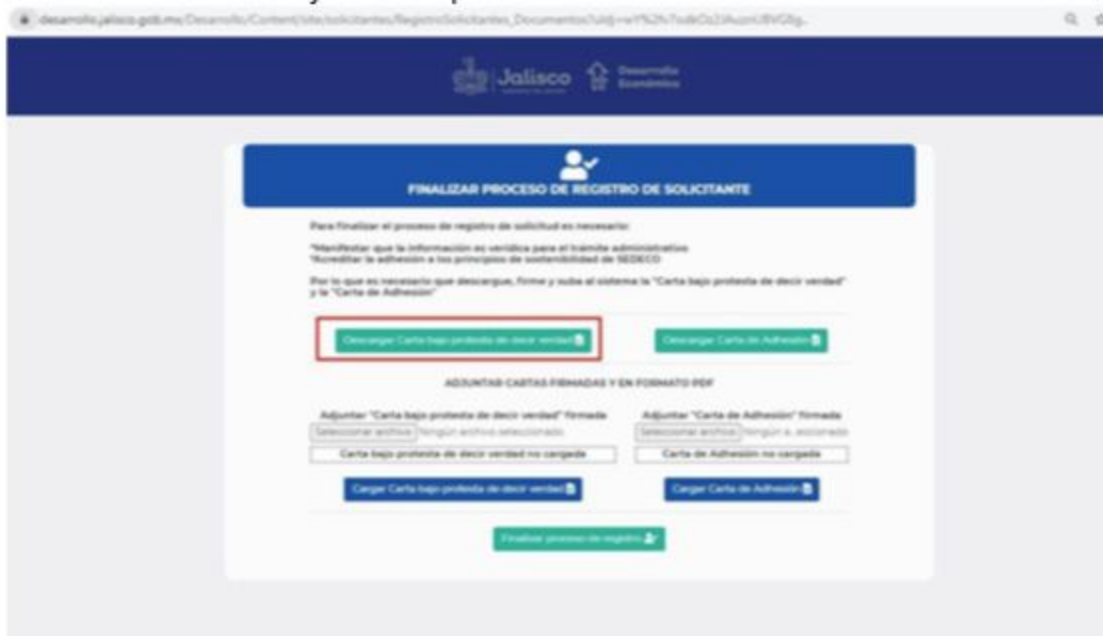 desarrollo.jalisco.gob.mx/Desarrollo/Content/site/solicitantes/RegistroSolicitantes_Documentos
Jalisco
Desarrollo
Económico
FINALIZAR PROCESO DE REGISTRO DE SOLICITANTE
Para finalizar el proceso de registro de solicitud es necesario:
*Manifestar que la información es verídica para el trámite administrativo
*Acreditar la adhesión a los principios de sostenibilidad de SEDECO
Por lo que es necesario que descargue, firme y suba al sistema la "Carta bajo protesta de decir verdad"
y la "Carta de Adhesión"
Descargar Carta bajo protesta de decir verdad
Descargar Carta de Adhesión
ADJUNTAR CARTAS FIRMADAS Y EN FORMATO PDF
Adjuntar "Carta bajo protesta de decir verdad" firmada
Adjuntar "Carta de Adhesión" firmada
Seleccionar archivo Ningún archivo seleccionado
Seleccionar archivo Ningún a...eccionado
Carta bajo protesta de decir verdad no cargada
Carta de Adhesión no cargada
Cargar Carta bajo protesta de decir verdad
Cargar Carta de Adhesión
Finalizar proceso de registro